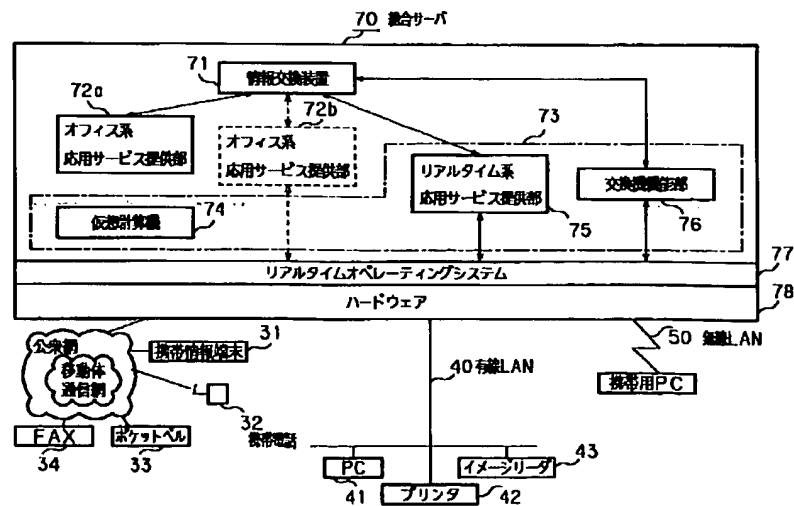 70 総合サーバ
71
情報交換装置
72a
オフィス系
応用サービス提供部
72b
オフィス系
応用サービス提供部
73
リアルタイム系
応用サービス提供部
75
交換機機能部
76
仮想計算機
74
リアルタイムオペレーティングシステム
77
ハードウェア
78
公衆網
移動体
通信網
携帯情報端末
31
32
携帯電話
FAX
34
ポケットベル
33
40 有線LAN
50 無線LAN
携帯用PC
PC
41
プリンタ
42
イメージリーダ
43